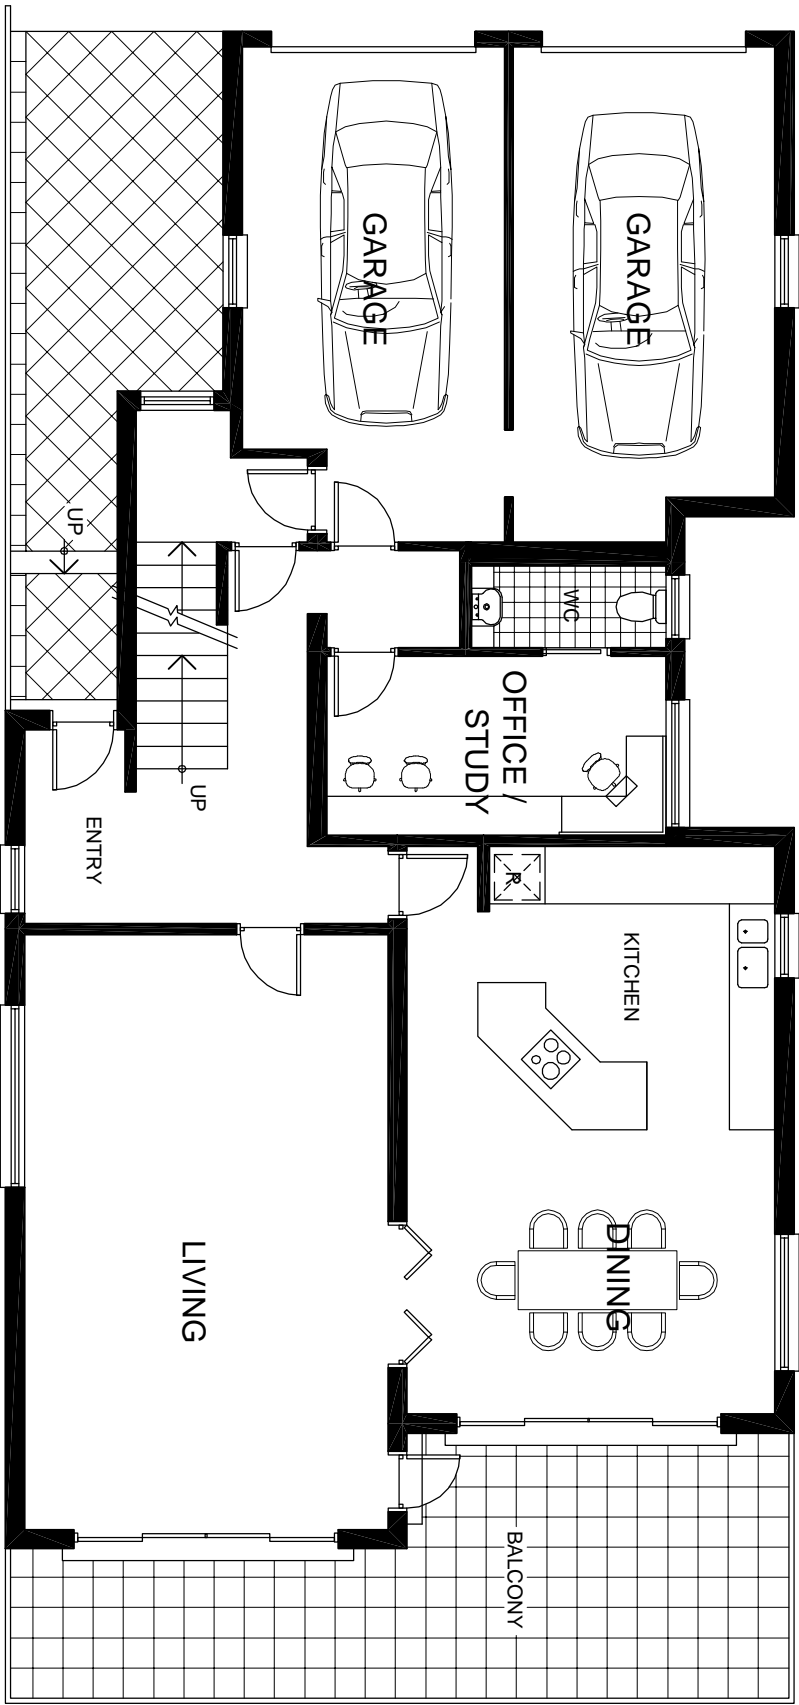 GARAGE
GARAGE
UP
WC
OFFICE /
STUDY
UP
ENTRY
R
KITCHEN
DINING
LIVING
BALCONY